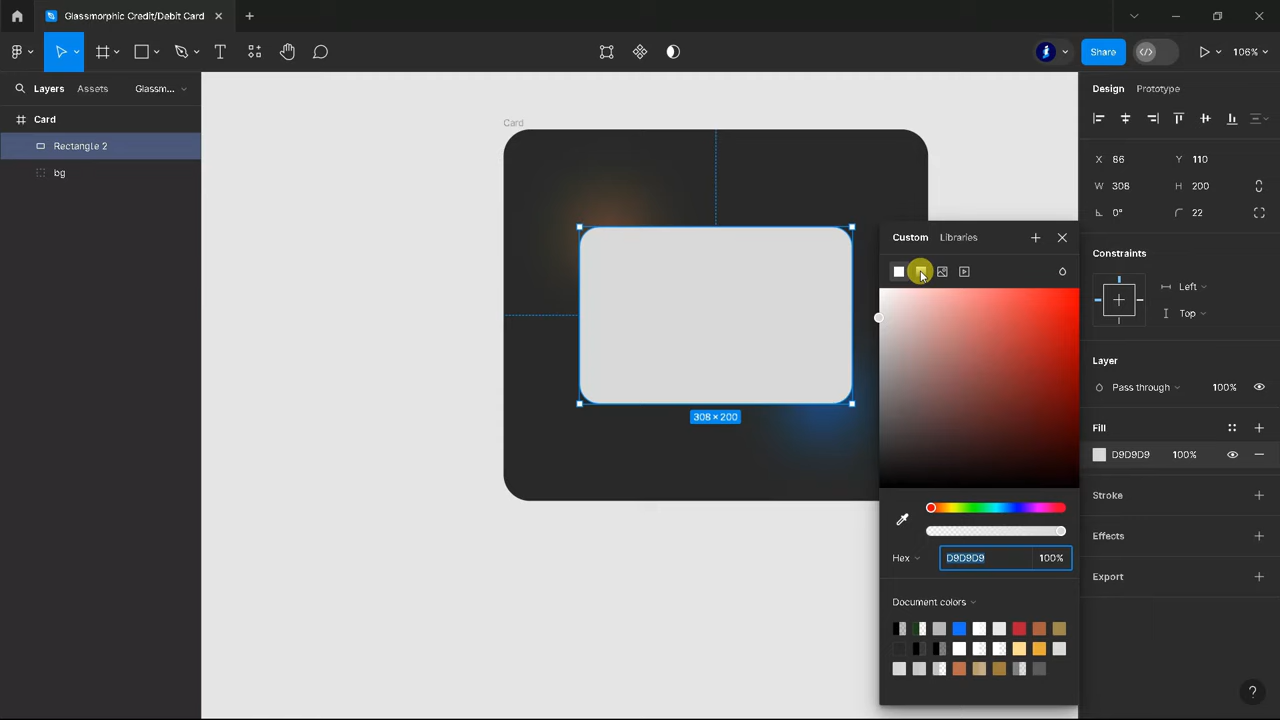 Glassmorphic Credit/Debit Card
Share
106%
Layers
Assets
Glassm...
Design
Prototype
Card
Rectangle 2
bg
Card
308 × 200
X 86
Y 110
W 308
H 200
0°
22
Constraints
Left
Top
Layer
Pass through
100%
Fill
D9D9D9
100%
Stroke
Effects
Export
Custom
Libraries
Hex
D9D9D9
100%
Document colors
?